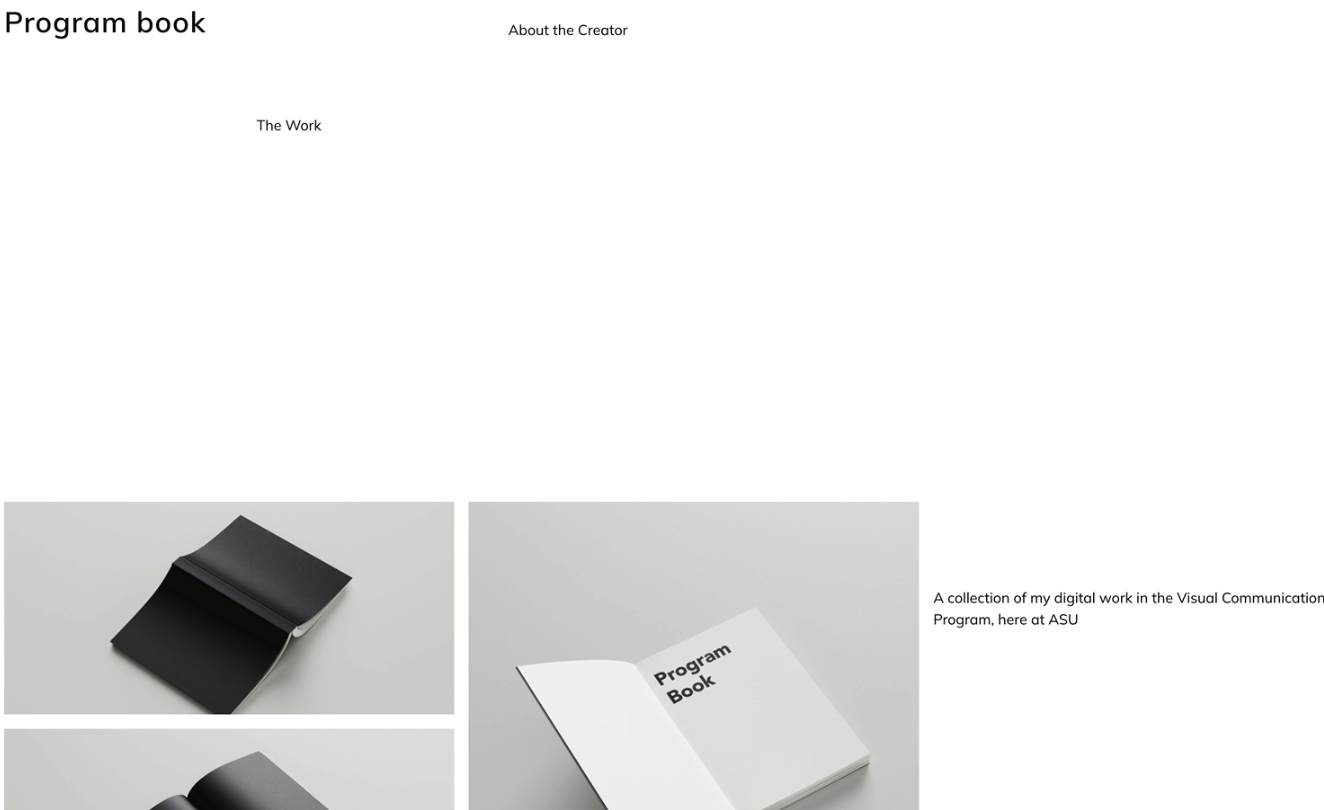 Program book
About the Creator
The Work
Program
Book
A collection of my digital work in the Visual Communication
Program, here at ASU